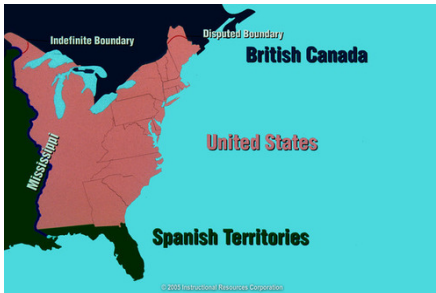 Indefinite Boundary
Disputed Boundary
British Canada
United States
Mississippi
Spanish Territories
© 2003 Instructional Resources Corporation